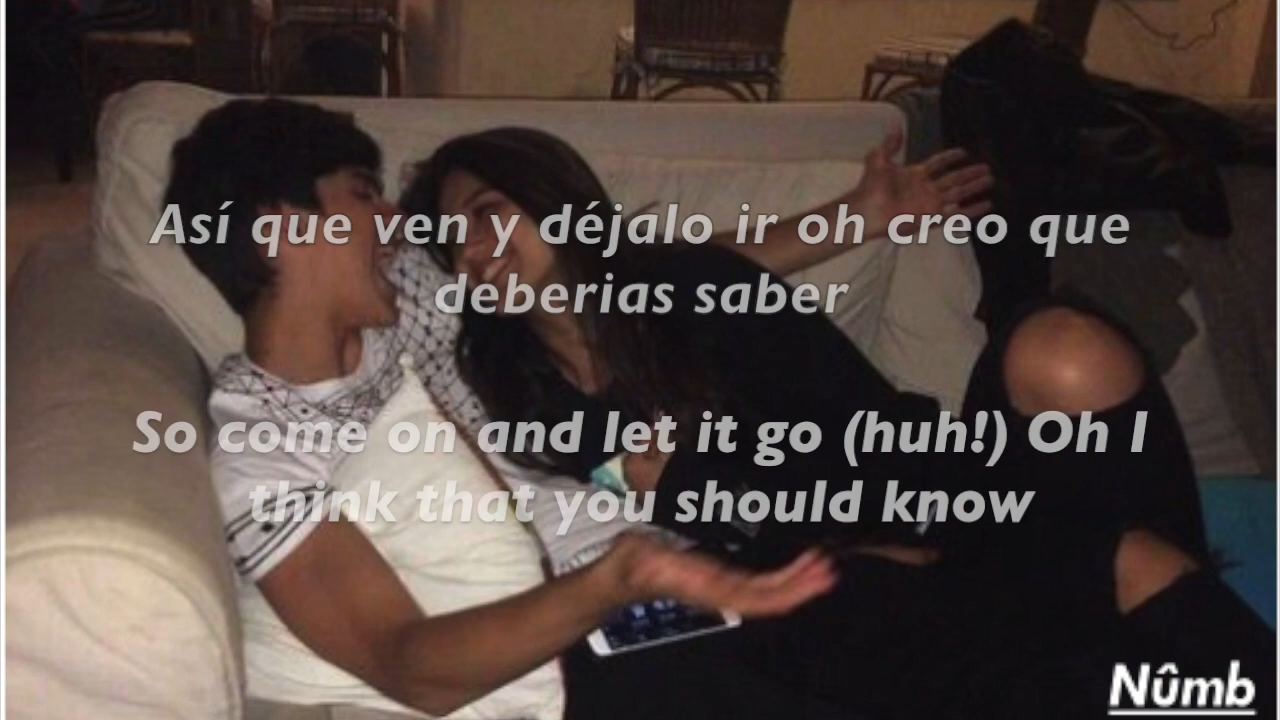 Así que ven y déjalo ir oh creo que
deberias saber
So come on and let it go (huh!) Oh I
think that you should know
Nûmb